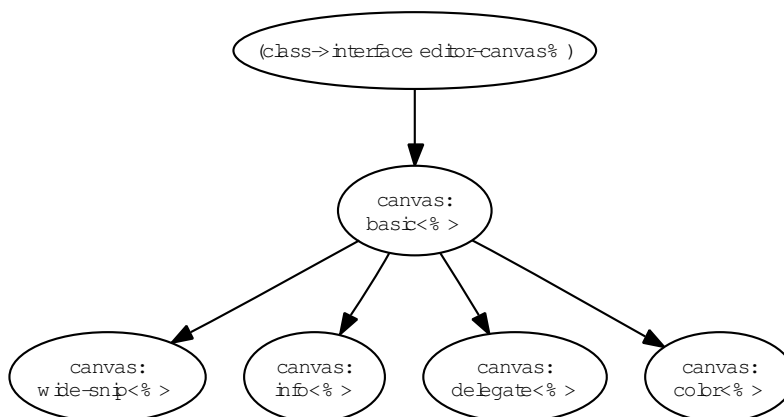 (class->interface editor-canvas%)
canvas:
basic<%>
canvas:
wide-snip<%>
canvas:
info<%>
canvas:
delegate<%>
canvas:
color<%>